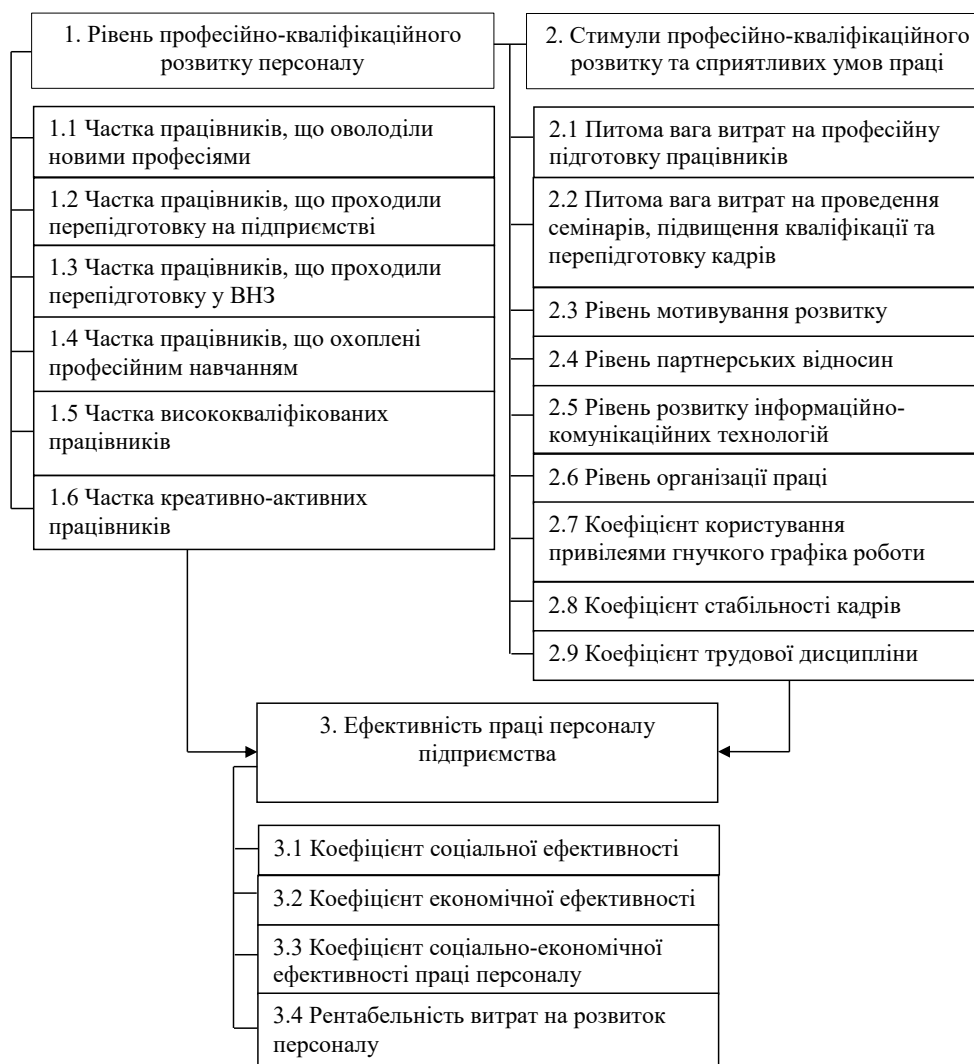 1. Рівень професійно-кваліфікаційного
розвитку персоналу
1.1 Частка працівників, що оволоділи
новими професіями
1.2 Частка працівників, що проходили
перепідготовку на підприємстві
1.3 Частка працівників, що проходили
перепідготовку у ВНЗ
1.4 Частка працівників, що охоплені
професійним навчанням
1.5 Частка висококваліфікованих
працівників
1.6 Частка креативно-активних
працівників
2. Стимули професійно-кваліфікаційного
розвитку та сприятливих умов праці
2.1 Питома вага витрат на професійну
підготовку працівників
2.2 Питома вага витрат на проведення
семінарів, підвищення кваліфікації та
перепідготовку кадрів
2.3 Рівень мотивування розвитку
2.4 Рівень партнерських відносин
2.5 Рівень розвитку інформаційно-
комунікаційних технологій
2.6 Рівень організації праці
2.7 Коефіцієнт користування
привілеями гнучкого графіка роботи
2.8 Коефіцієнт стабільності кадрів
2.9 Коефіцієнт трудової дисципліни
3. Ефективність праці персоналу
підприємства
3.1 Коефіцієнт соціальної ефективності
3.2 Коефіцієнт економічної ефективності
3.3 Коефіцієнт соціально-економічної
ефективності праці персоналу
3.4 Рентабельність витрат на розвиток
персоналу